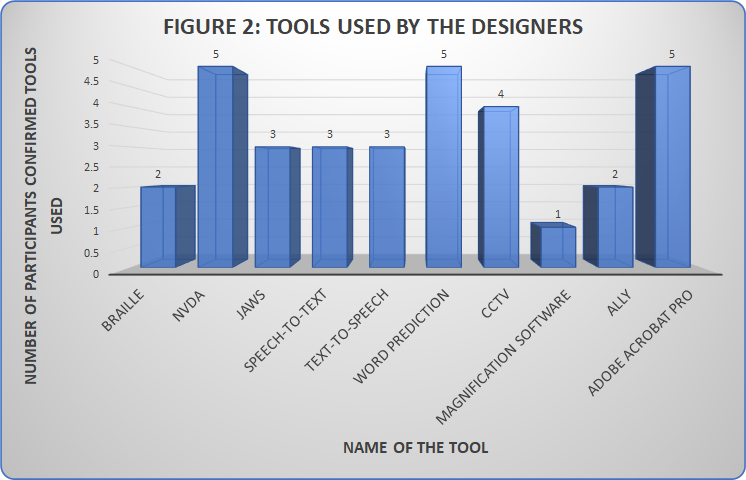 FIGURE 2: TOOLS USED BY THE DESIGNERS
NUMBER OF PARTICIPANTS CONFIRMED TOOLS
USED
5
4.5
4
3.5
3
2.5
2
1.5
1
0.5
0
2
5
3
3
3
5
4
1
2
5
BRAILLE
NVDA
JAWS
SPEECH-TO-TEXT
TEXT-TO-SPEECH
WORD PREDICTION
CCTV
MAGNIFICATION SOFTWARE
ALLY
ADOBE ACROBAT PRO
NAME OF THE TOOL